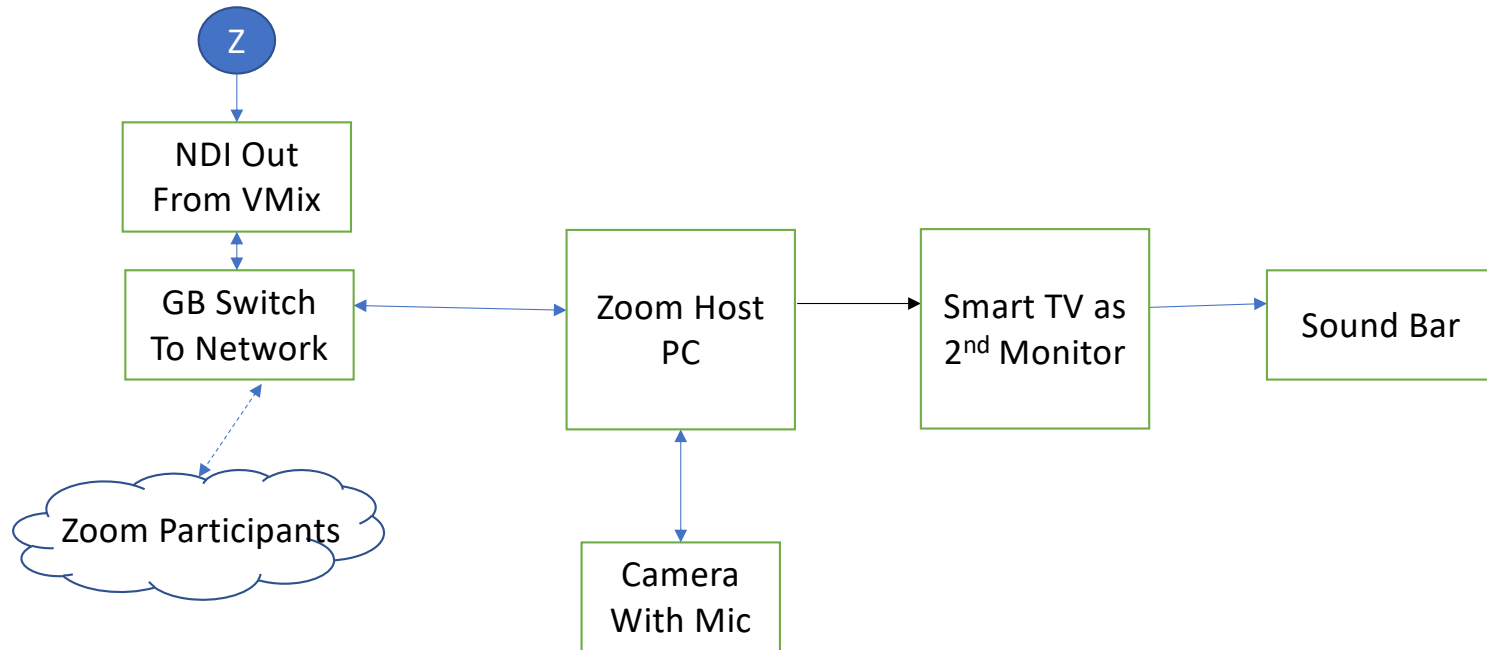 Z
NDI Out
From VMix
GB Switch
To Network
Zoom Participants
Zoom Host
PC
Camera
With Mic
Smart TV as
2nd Monitor
Sound Bar